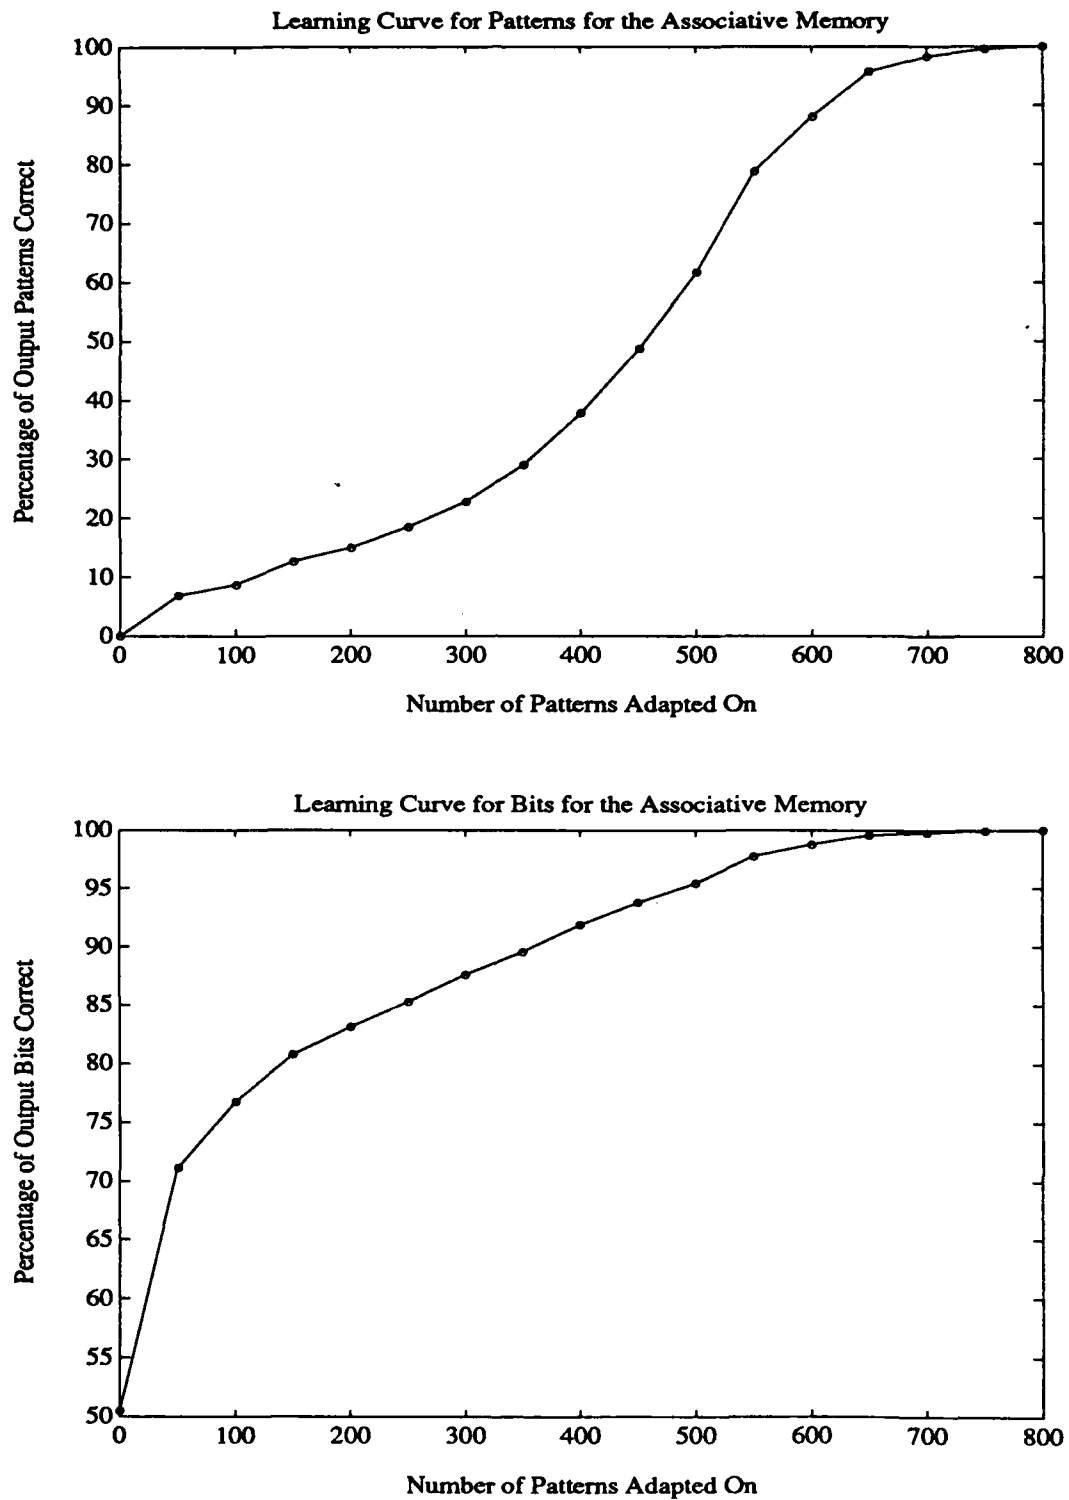 Learning Curve for Patterns for the Associative Memory
100
90
80
70
60
50
40
30
20
10
0
Percentage of Output Patterns Correct
0 100 200 300 400 500 600 700 800
Number of Patterns Adapted On
Learning Curve for Bits for the Associative Memory
100
95
90
85
80
75
70
65
60
55
50
Percentage of Output Bits Correct
0 100 200 300 400 500 600 700 800
Number of Patterns Adapted On